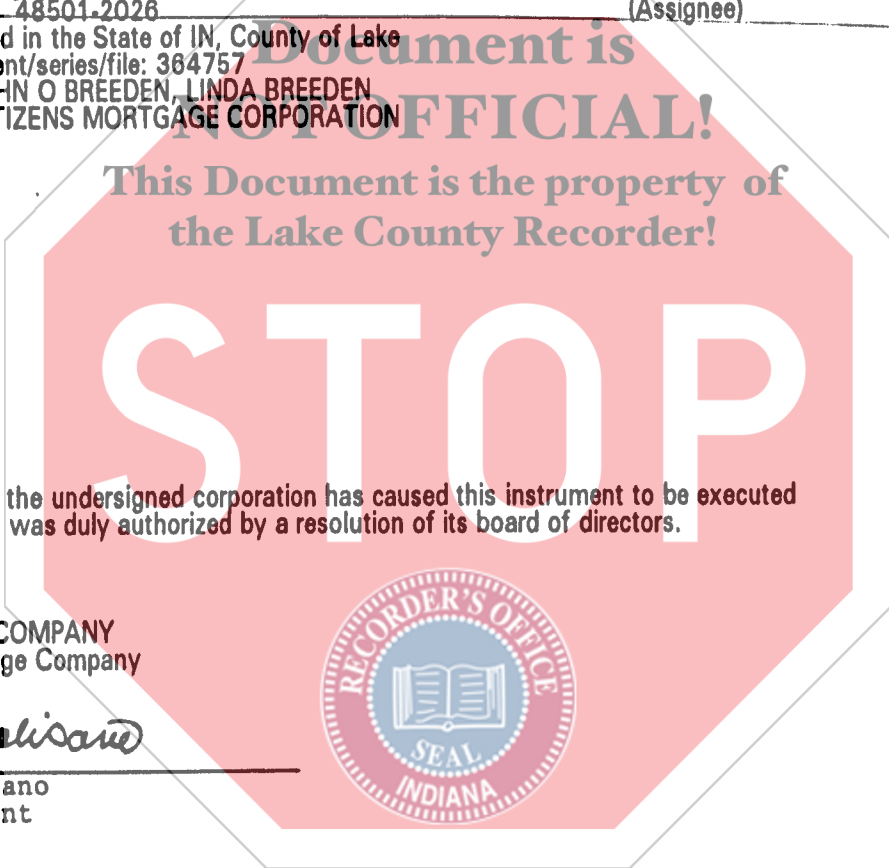 48501-2026 (Assignee)
d in the State of IN, County of Lake
ent/series/file: 364757
HN O BREEDEN, LINDA BREEDEN
TIZENS MORTGAGE CORPORATION
Document is
NOT OFFICIAL!
This Document is the property of
the Lake County Recorder!
STOP
the undersigned corporation has caused this instrument to be executed
was duly authorized by a resolution of its board of directors.
COMPANY
ge Company
lisano
ano
nt
RECORDER'S OFFICE
SEAL
INDIANA